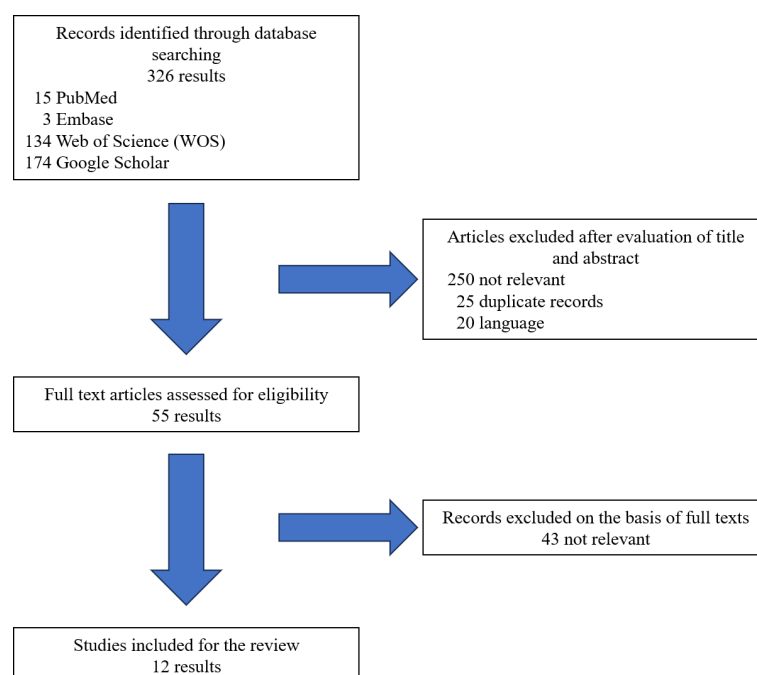 Records identified through database
searching
326 results
15 PubMed
3 Embase
134 Web of Science (WOS)
174 Google Scholar
Articles excluded after evaluation of title
and abstract
250 not relevant
25 duplicate records
20 language
Full text articles assessed for eligibility
55 results
Records excluded on the basis of full texts
43 not relevant
Studies included for the review
12 results